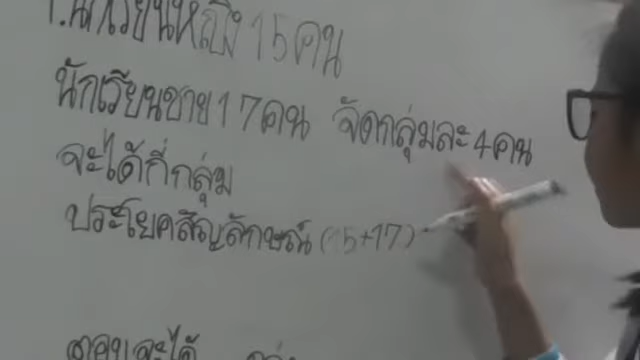 1.นักเรียนหญิง 15 คน
นักเรียนชาย 17 คน จัดกลุ่มละ 4 คน
จะได้กี่กลุ่ม
ประโยคสัญลักษณ์ (15+17)
ตอบจะได้